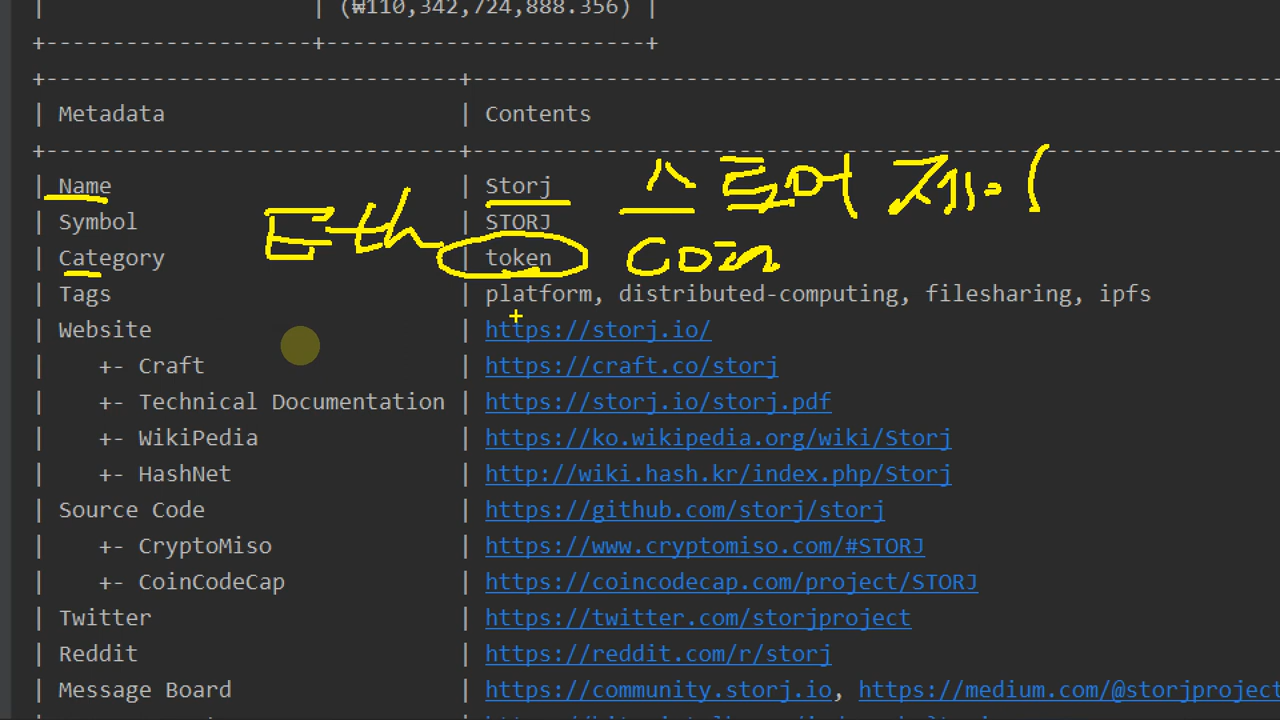 (₩110,342,724,888.356)
Metadata | Contents
Name | Storj 스토어 제이 (
Symbol | STORJ
Eth
Category | token coin
Tags | platform, distributed-computing, filesharing, ipfs
Website | https://storj.io/
+- Craft | https://craft.co/storj
+- Technical Documentation | https://storj.io/storj.pdf
+- WikiPedia | https://ko.wikipedia.org/wiki/Storj
+- HashNet | http://wiki.hash.kr/index.php/Storj
Source Code | https://github.com/storj/storj
+- CryptoMiso | https://www.cryptomiso.com/#STORJ
+- CoinCodeCap | https://coincodecap.com/project/STORJ
Twitter | https://twitter.com/storjproject
Reddit | https://reddit.com/r/storj
Message Board | https://community.storj.io, https://medium.com/@storjproject